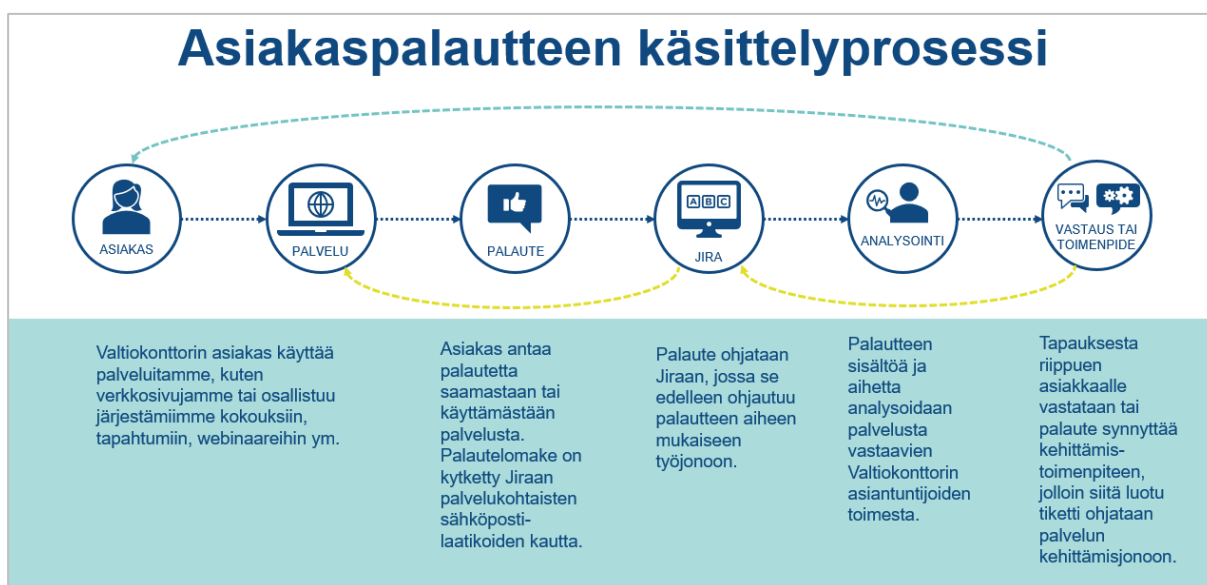 Asiakaspalautteen käsittelyprosessi
ASIAKAS
PALVELU
PALAUTE
A B C
JIRA
ANALYSOINTI
VASTAUS TAI
TOIMENPIDE
Valtiokonttorin asiakas käyttää
palveluitamme, kuten
verkkosivujamme tai osallistuu
järjestämiimme kokouksiin,
tapahtumiin, webinaareihin ym.
Asiakas antaa
palautetta
saamastaan tai
käyttämästään
palvelusta.
Palautelomake on
kytketty Jiraan
palvelukohtaisten
sähköposti-
laatikoiden kautta.
Palaute ohjataan
Jiraan, jossa se
edelleen ohjautuu
palautteen aiheen
mukaiseen
työjonoon.
Palautteen
sisältöä ja
aihetta
analysoidaan
palvelusta
vastaavien
Valtiokonttorin
asiantuntijoiden
toimesta.
Tapauksesta
riippuen
asiakkaalle
vastataan tai
palaute synnyttää
kehittämis-
toimenpiteen,
jolloin siitä luotu
tiketti ohjataan
palvelun
kehittämisjonoon.